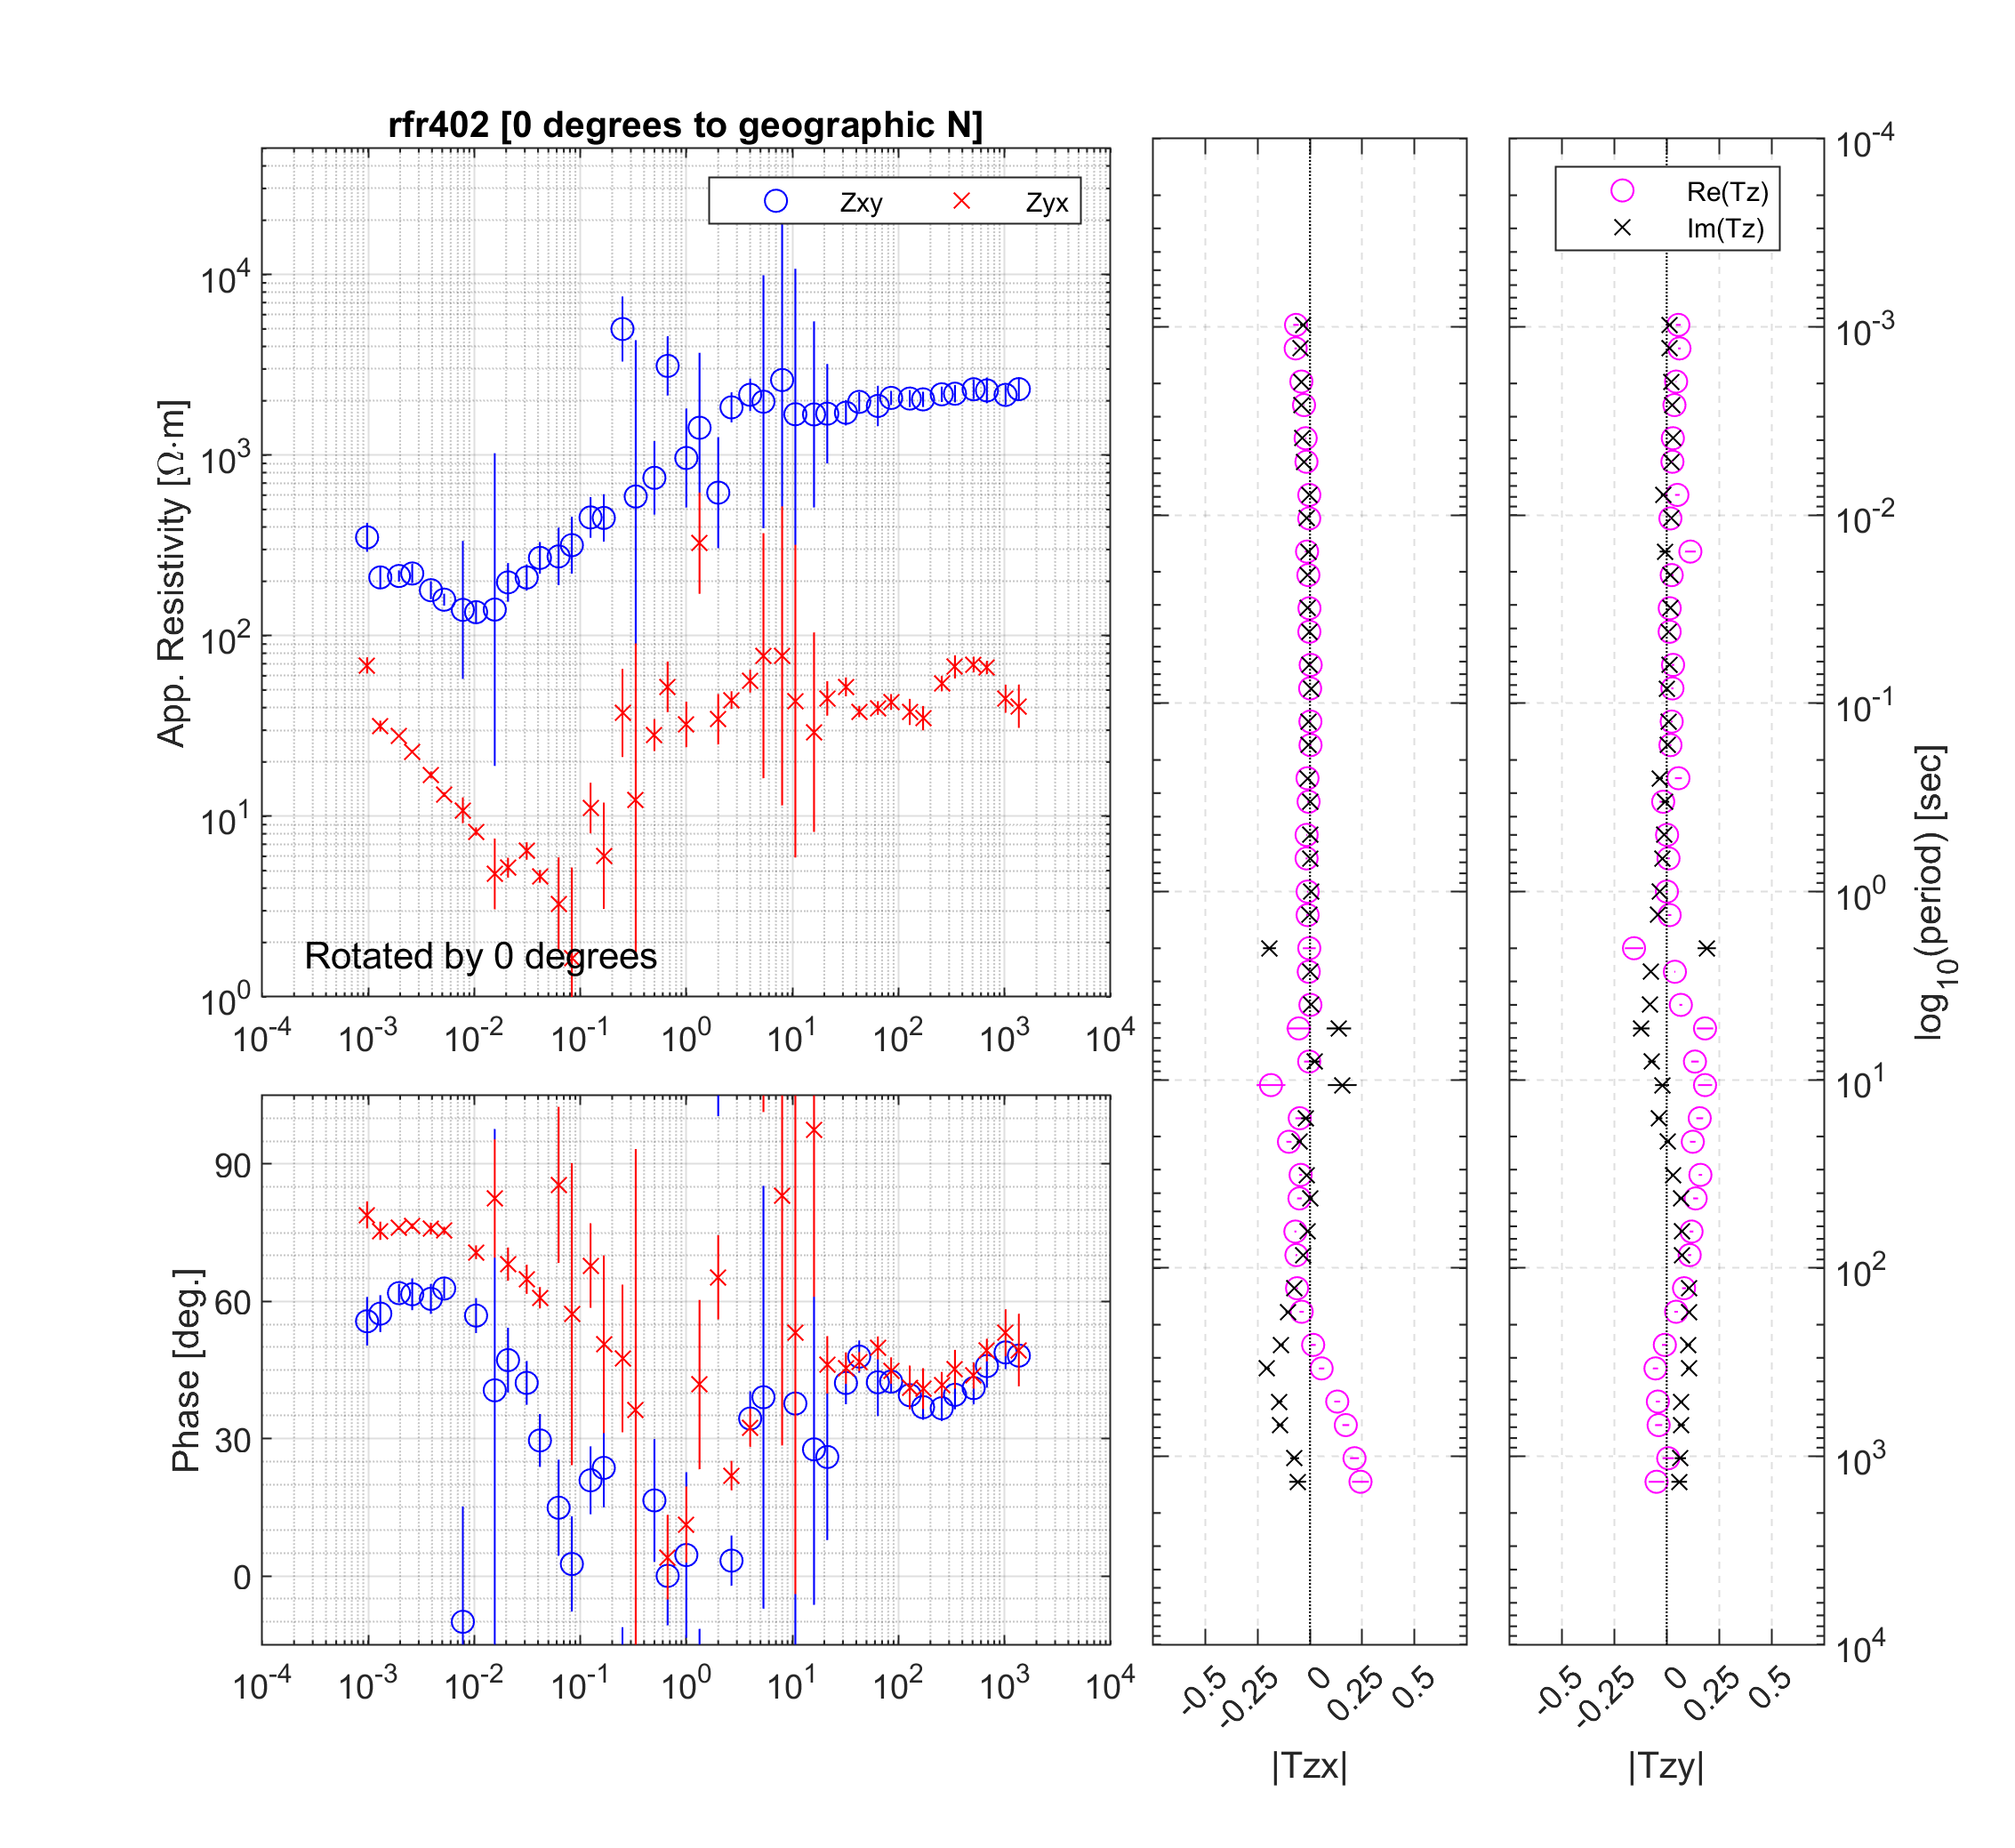 rfr402 [0 degrees to geographic N]
Zxy Zyx
App. Resistivity [Ω·m]
10^4
10^3
10^2
10^1
10^0
Rotated by 0 degrees
10^-4 10^-3 10^-2 10^-1 10^0 10^1 10^2 10^3 10^4
Phase [deg.]
90
60
30
0
10^-4 10^-3 10^-2 10^-1 10^0 10^1 10^2 10^3 10^4
-0.5 -0.25 0 0.25 0.5
|Tzx|
Re(Tz)
Im(Tz)
-0.5 -0.25 0 0.25 0.5
|Tzy|
10^-4
10^-3
10^-2
10^-1
10^0
10^1
10^2
10^3
10^4
log10(period) [sec]